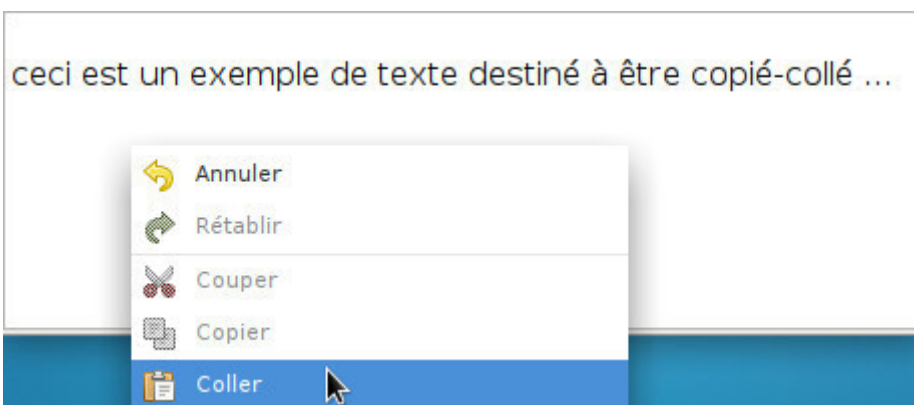 ceci est un exemple de texte destiné à être copié-collé ...
Annuler
Rétablir
Couper
Copier
Coller